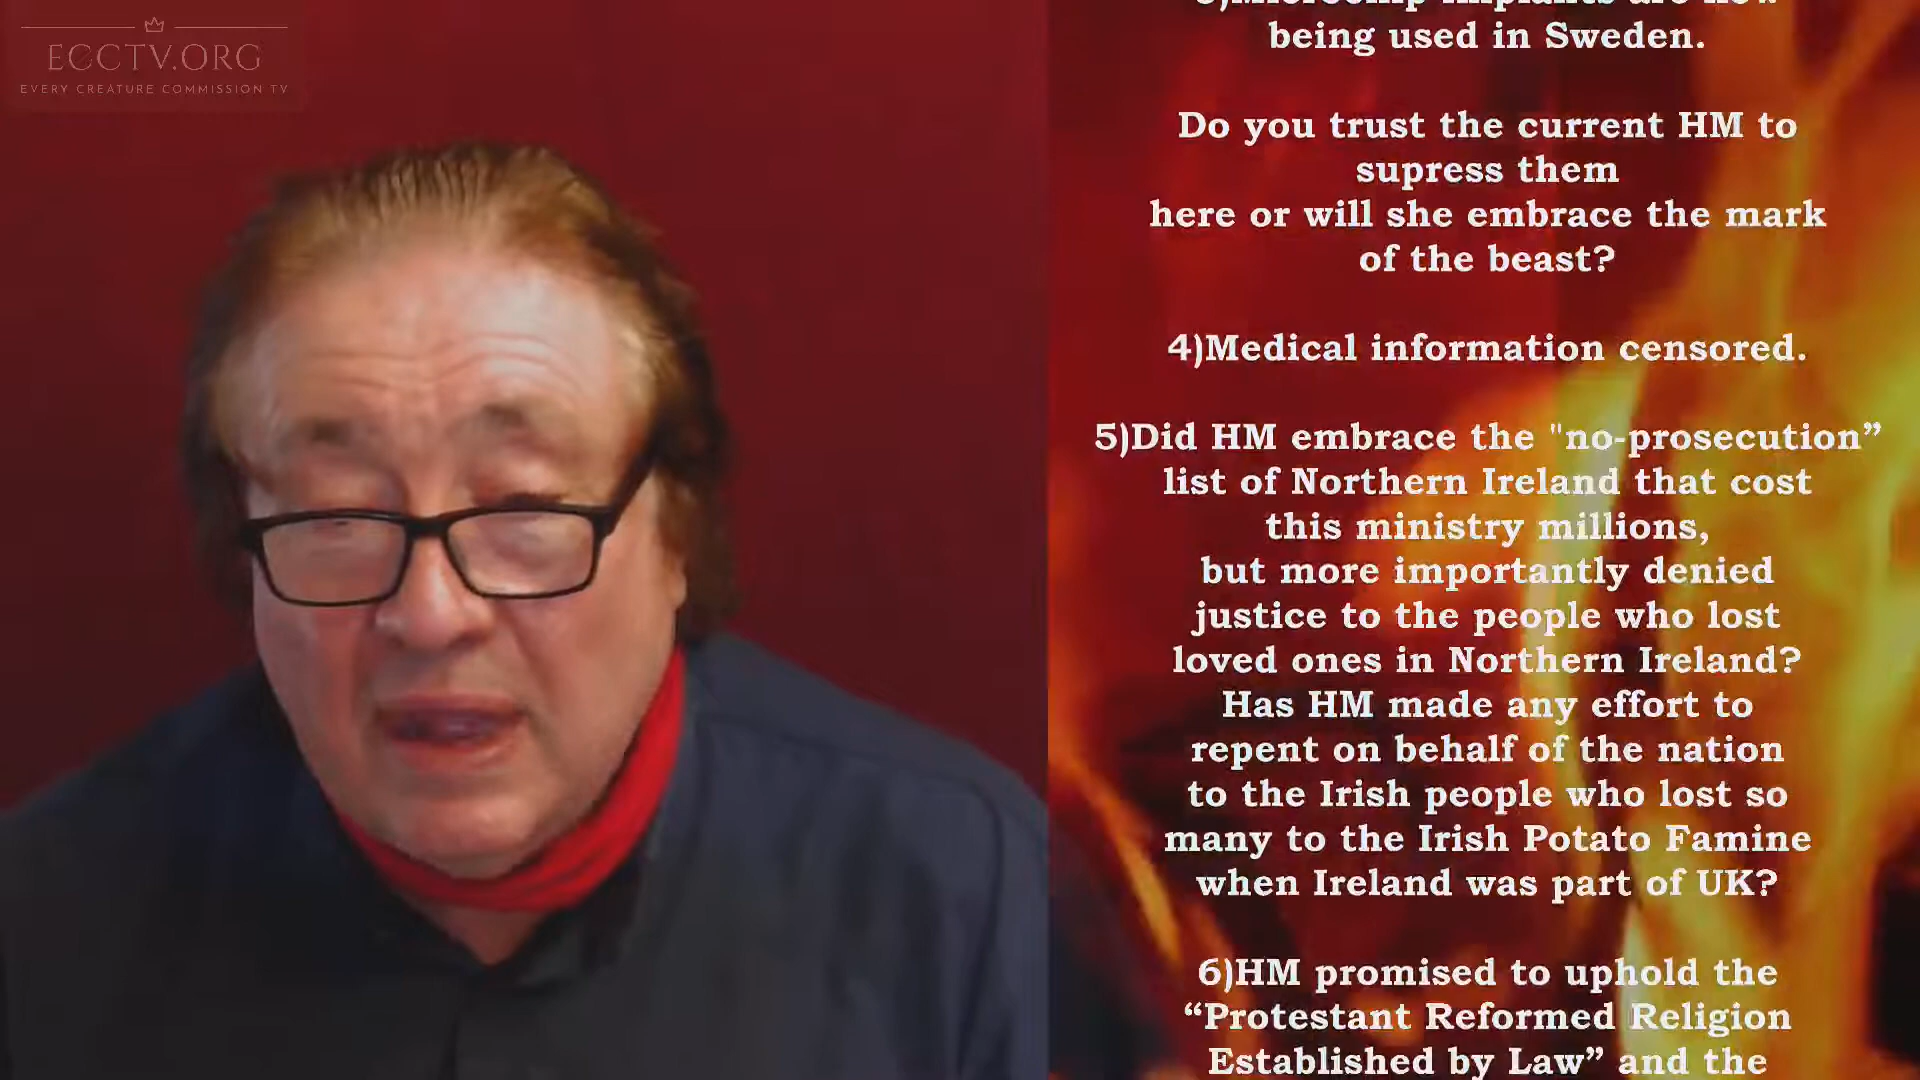 ECCTV.ORG
EVERY CREATURE COMMISSION TV
3)Microchip implants are now
being used in Sweden.
Do you trust the current HM to
supress them
here or will she embrace the mark
of the beast?
4)Medical information censored.
5)Did HM embrace the "no-prosecution”
list of Northern Ireland that cost
this ministry millions,
but more importantly denied
justice to the people who lost
loved ones in Northern Ireland?
Has HM made any effort to
repent on behalf of the nation
to the Irish people who lost so
many to the Irish Potato Famine
when Ireland was part of UK?
6)HM promised to uphold the
“Protestant Reformed Religion
Established by Law” and the